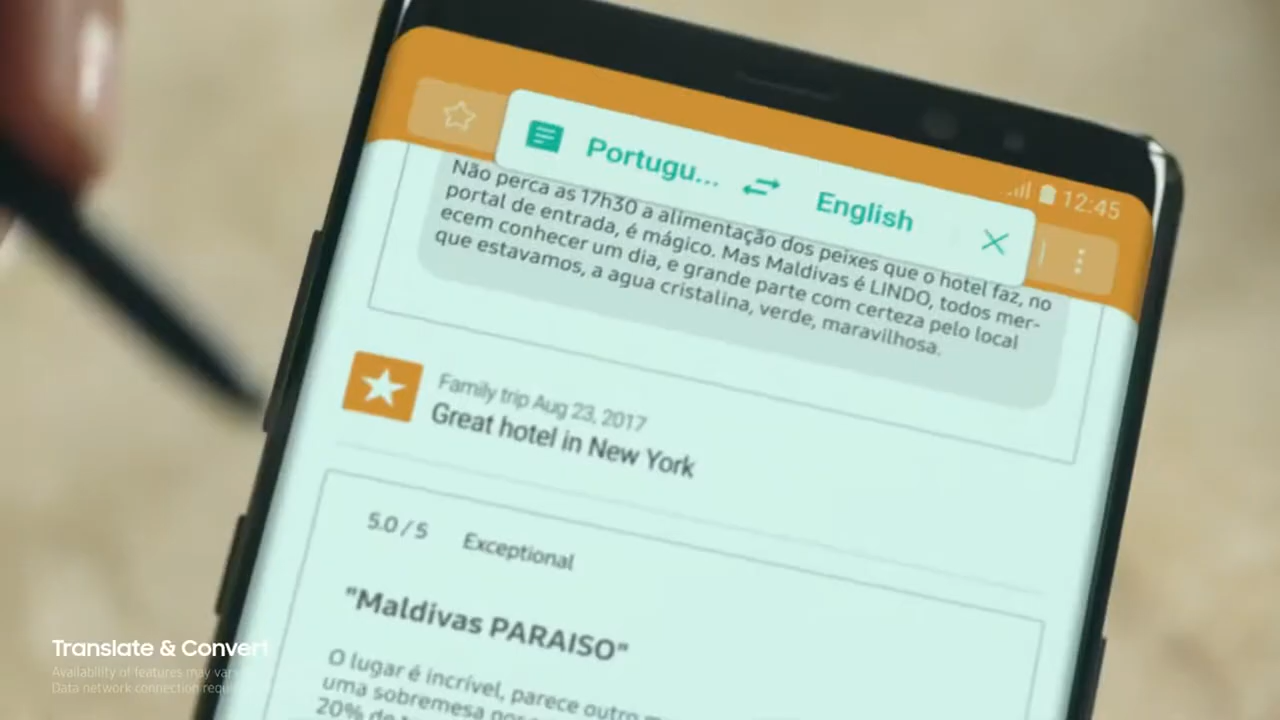 12:45
Portugu...
English
Não perca as 17h30 a alimentação dos peixes que o hotel faz, no
portal de entrada, é mágico. Mas Maldivas é LINDO, todos mer-
ecem conhecer um dia, e grande parte com certeza pelo local
que estavamos, a agua cristalina, verde, maravilhosa.
Family trip Aug 23, 2017
Great hotel in New York
5.0 / 5 Exceptional
"Maldivas PARAISO"
O lugar é incrível, parece outro
uma sobremesa
20% de
Translate & Convert
Availability of features may vary
Data network connection